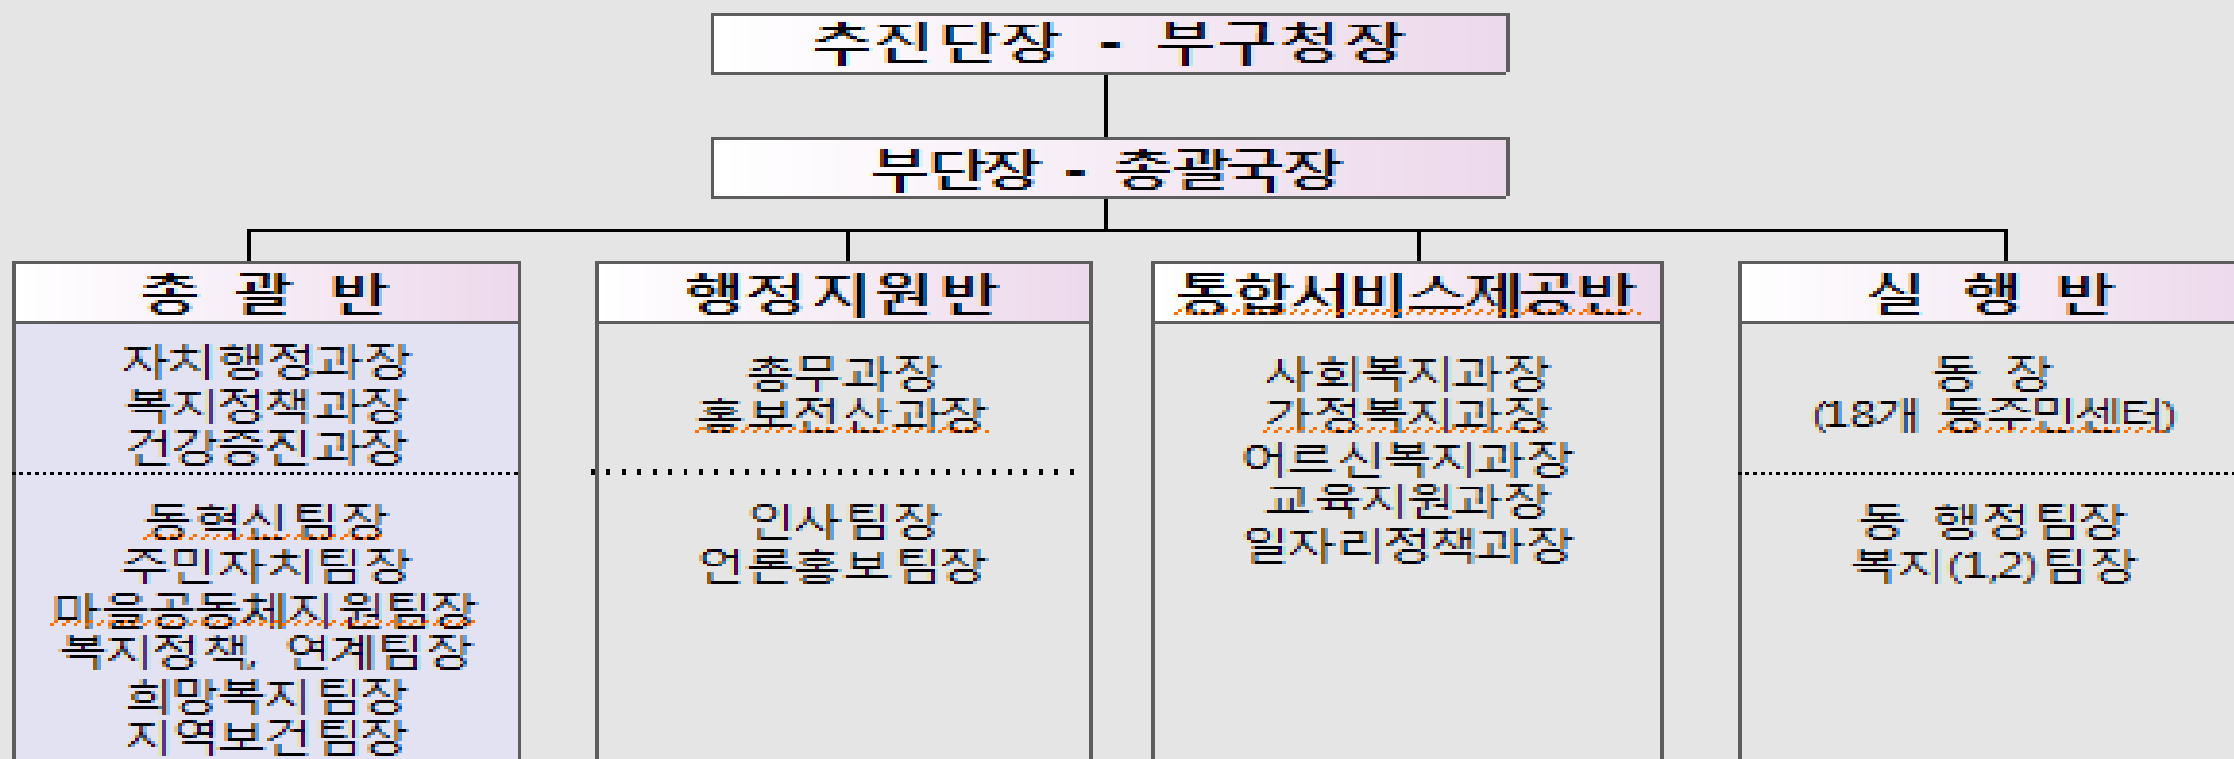 추진단장 - 부구청장
부단장 - 총괄국장
총 괄 반
자치행정과장
복지정책과장
건강증진과장
동혁신팀장
주민자치팀장
마을공동체지원팀장
복지정책, 연계팀장
희망복지팀장
지역보건팀장
행정지원반
총무과장
홍보전산과장
인사팀장
언론홍보팀장
통합서비스제공반
사회복지과장
가정복지과장
어르신복지과장
교육지원과장
일자리정책과장
실 행 반
동 장
(18개 동주민센터)
동 행정팀장
복지(1,2)팀장